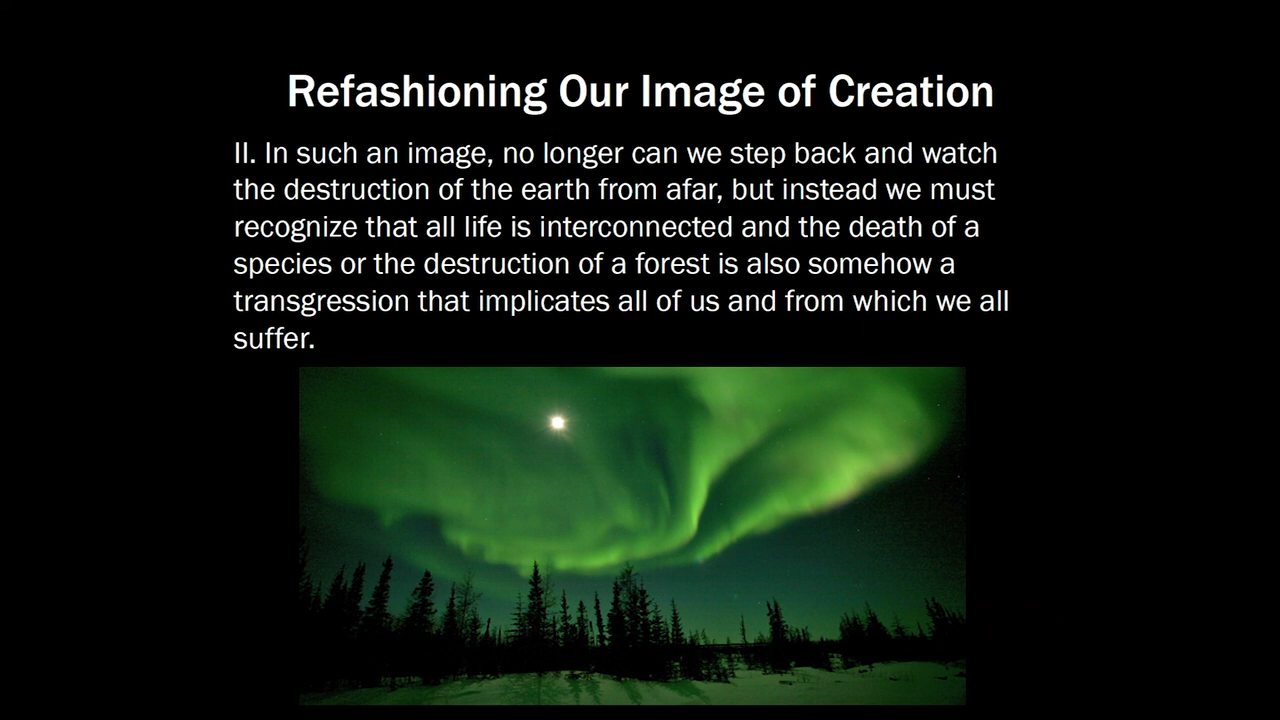 Refashioning Our Image of Creation
II. In such an image, no longer can we step back and watch
the destruction of the earth from afar, but instead we must
recognize that all life is interconnected and the death of a
species or the destruction of a forest is also somehow a
transgression that implicates all of us and from which we all
suffer.